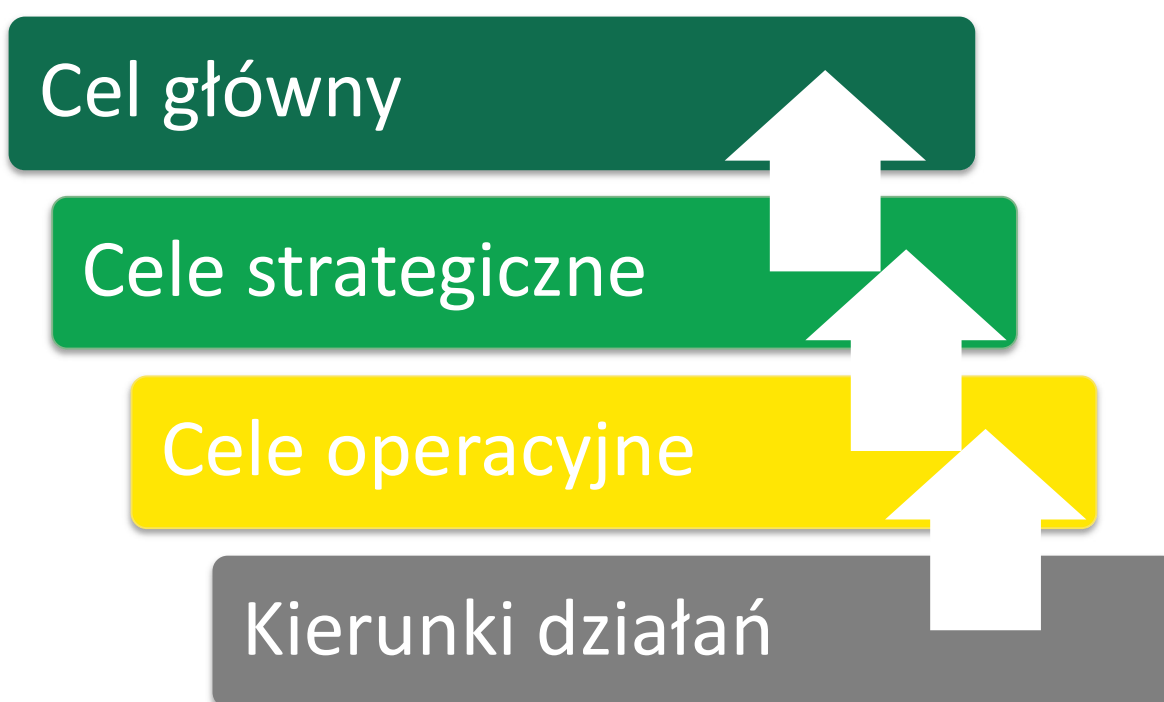 Cel główny
Cele strategiczne
Cele operacyjne
Kierunki działań